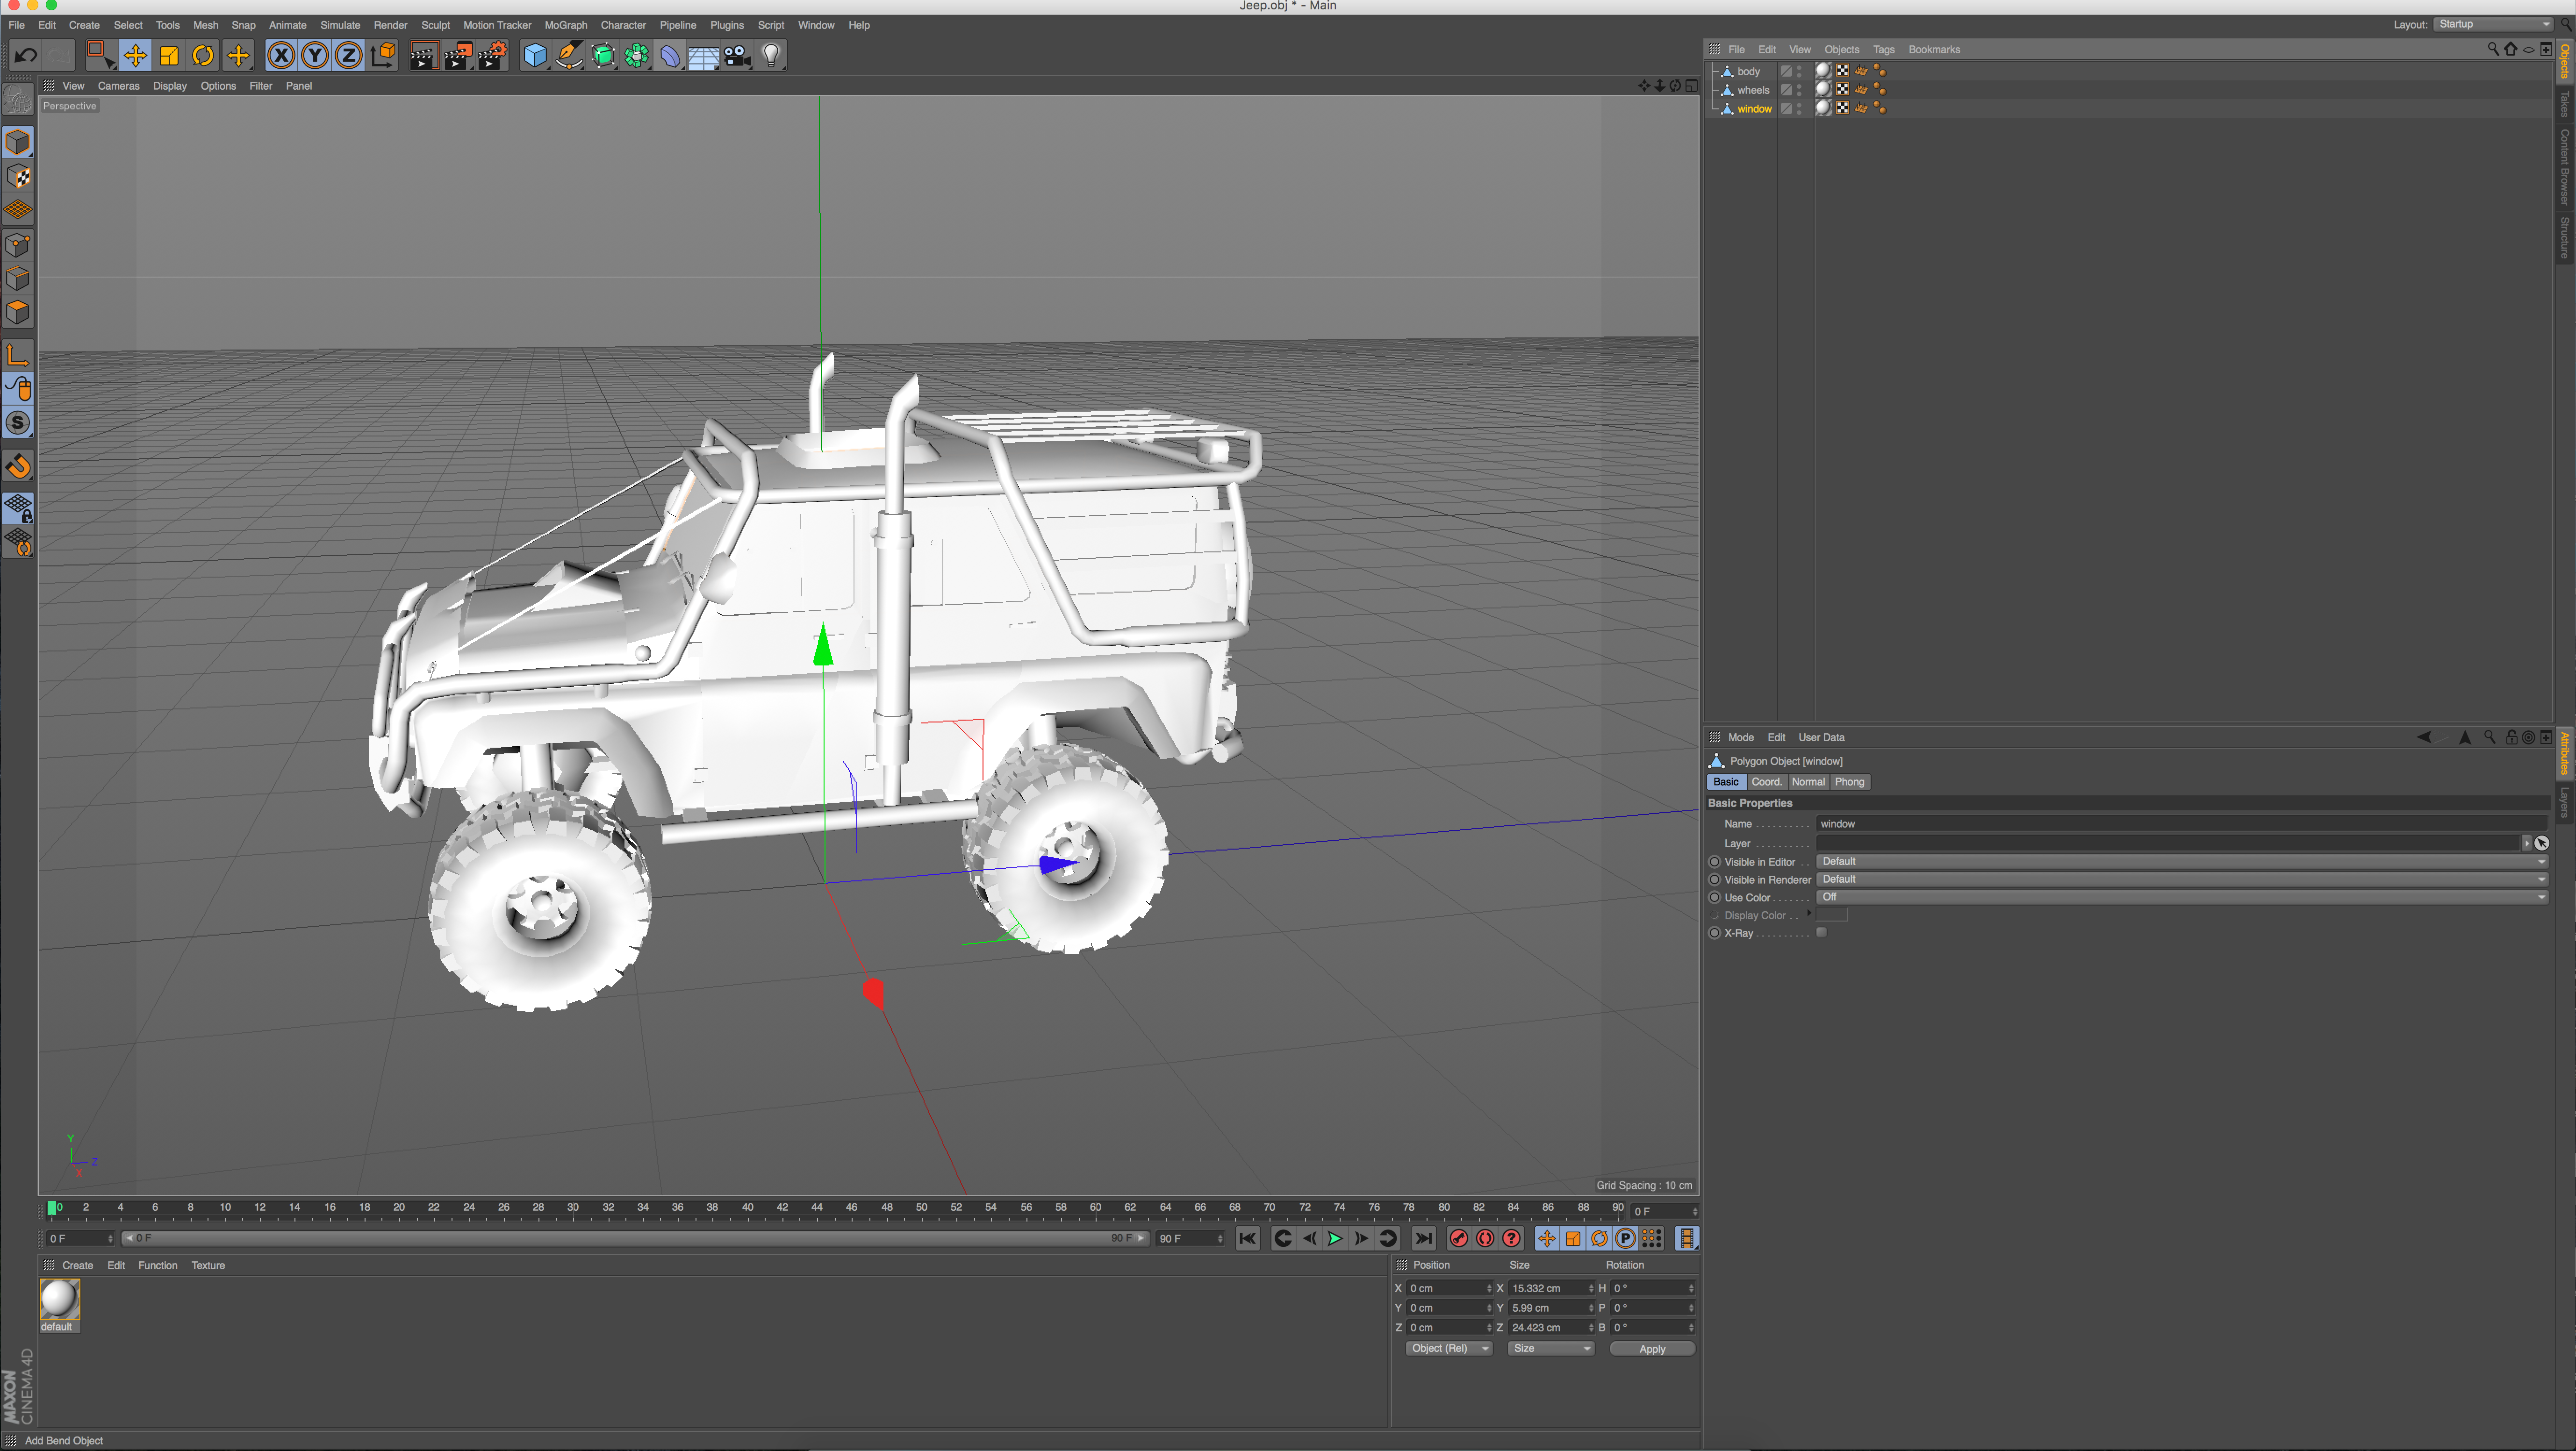 Jeep.obj * - Main
File Edit Create Select Tools Mesh Snap Animate Simulate Render Sculpt Motion Tracker MoGraph Character Pipeline Plugins Script Window Help
Layout: Startup
X Y Z
File Edit View Objects Tags Bookmarks
View Cameras Display Options Filter Panel
Perspective
body
wheels
window
Objects
Takes
Content Browser
Structure
S
Y
Z
X
Grid Spacing : 10 cm
Mode Edit User Data
Polygon Object [window]
Basic Coord. Normal Phong
Basic Properties
Name . . . . . . . . . . window
Layer . . . . . . . . . .
Visible in Editor . . Default
Visible in Renderer Default
Use Color . . . . . . . Off
Display Color . .
X-Ray . . . . . . . . . .
Attributes
Layers
0 2 4 6 8 10 12 14 16 18 20 22 24 26 28 30 32 34 36 38 40 42 44 46 48 50 52 54 56 58 60 62 64 66 68 70 72 74 76 78 80 82 84 86 88 90 0 F
0 F 0 F 90 F 90 F ? P
Create Edit Function Texture
default
Position Size Rotation
X 0 cm X 15.332 cm H 0 °
Y 0 cm Y 5.99 cm P 0 °
Z 0 cm Z 24.423 cm B 0 °
Object (Rel) Size Apply
MAXON
CINEMA 4D
Add Bend Object